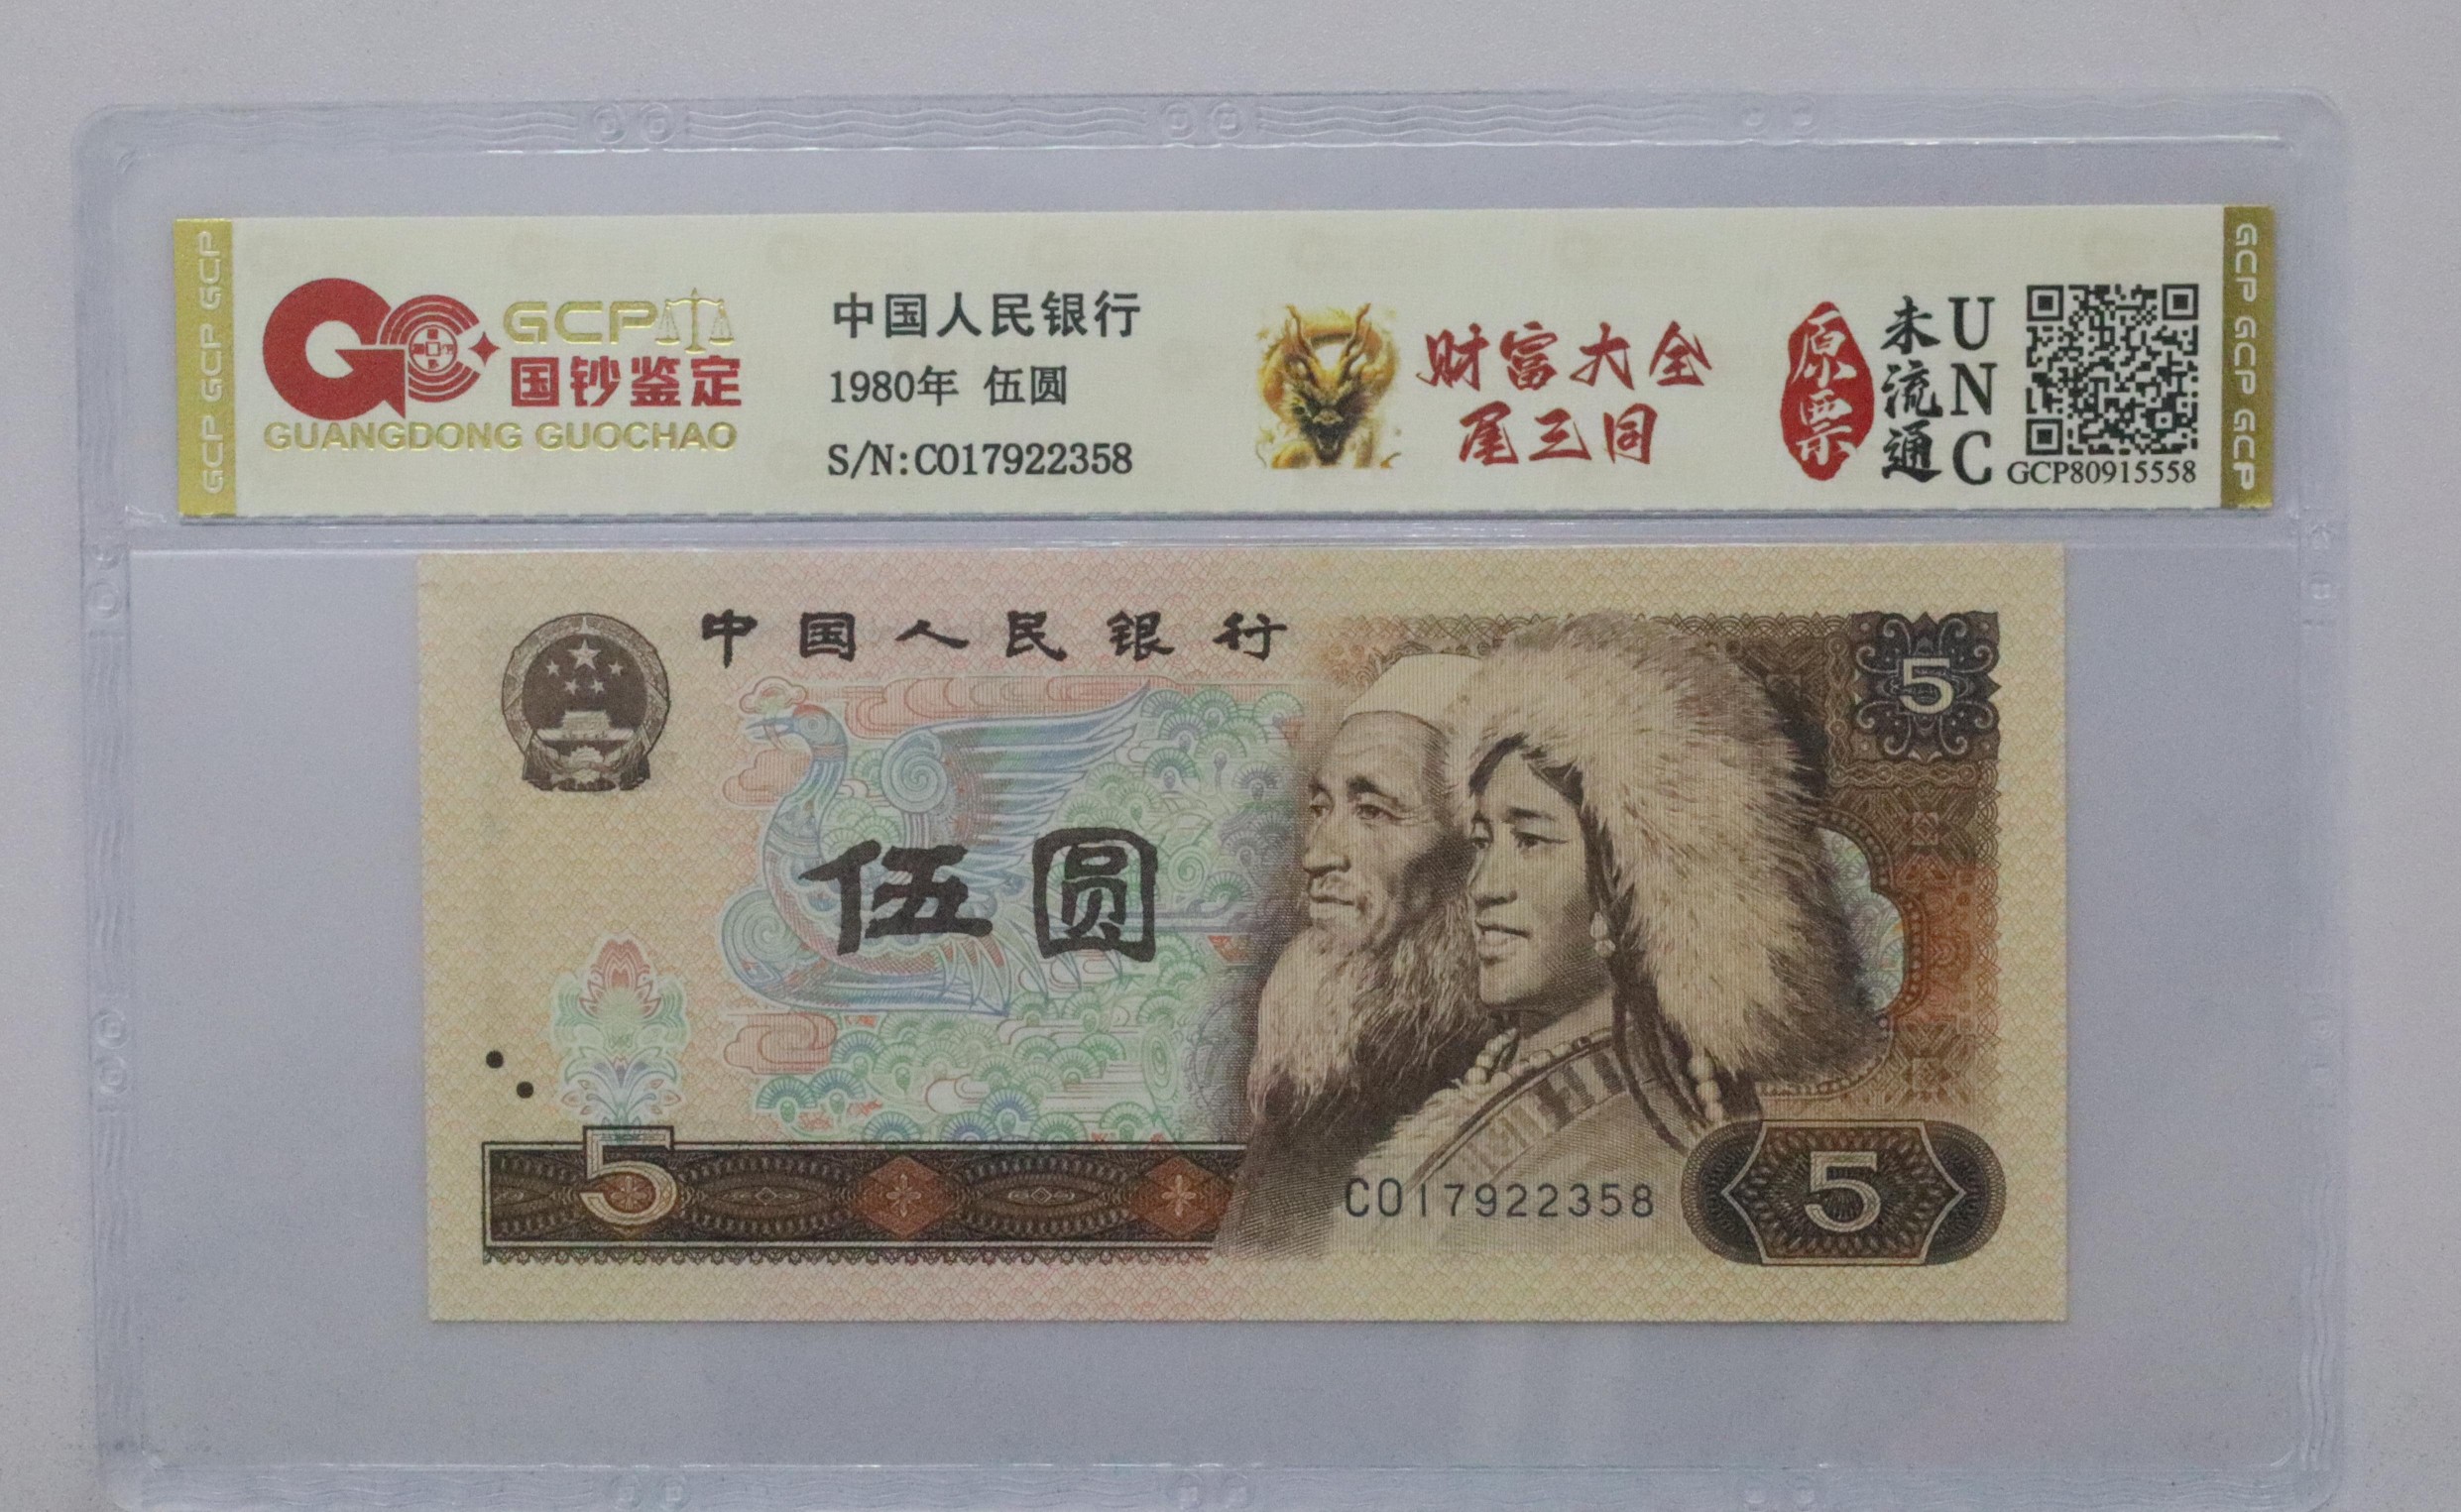 GCP
国钞鉴定
GUANGDONG GUOCHAO
中国人民银行
1980年 伍圆
S/N:CO17922358
财富大全
尾三同
原票
未流通
UNC
GCP80915558
GCP GCP GCP
GCP GCP GCP
中国人民银行
5
伍圆
5
CO17922358
5